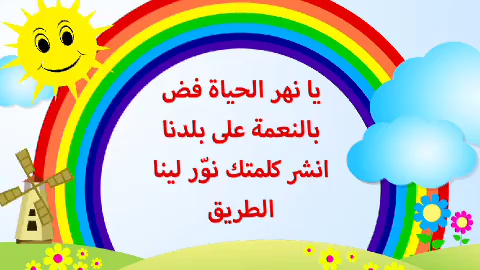 يا نهر الحياة فض
بالنعمة على بلدنا
انشر كلمتك نوّر لينا
الطريق